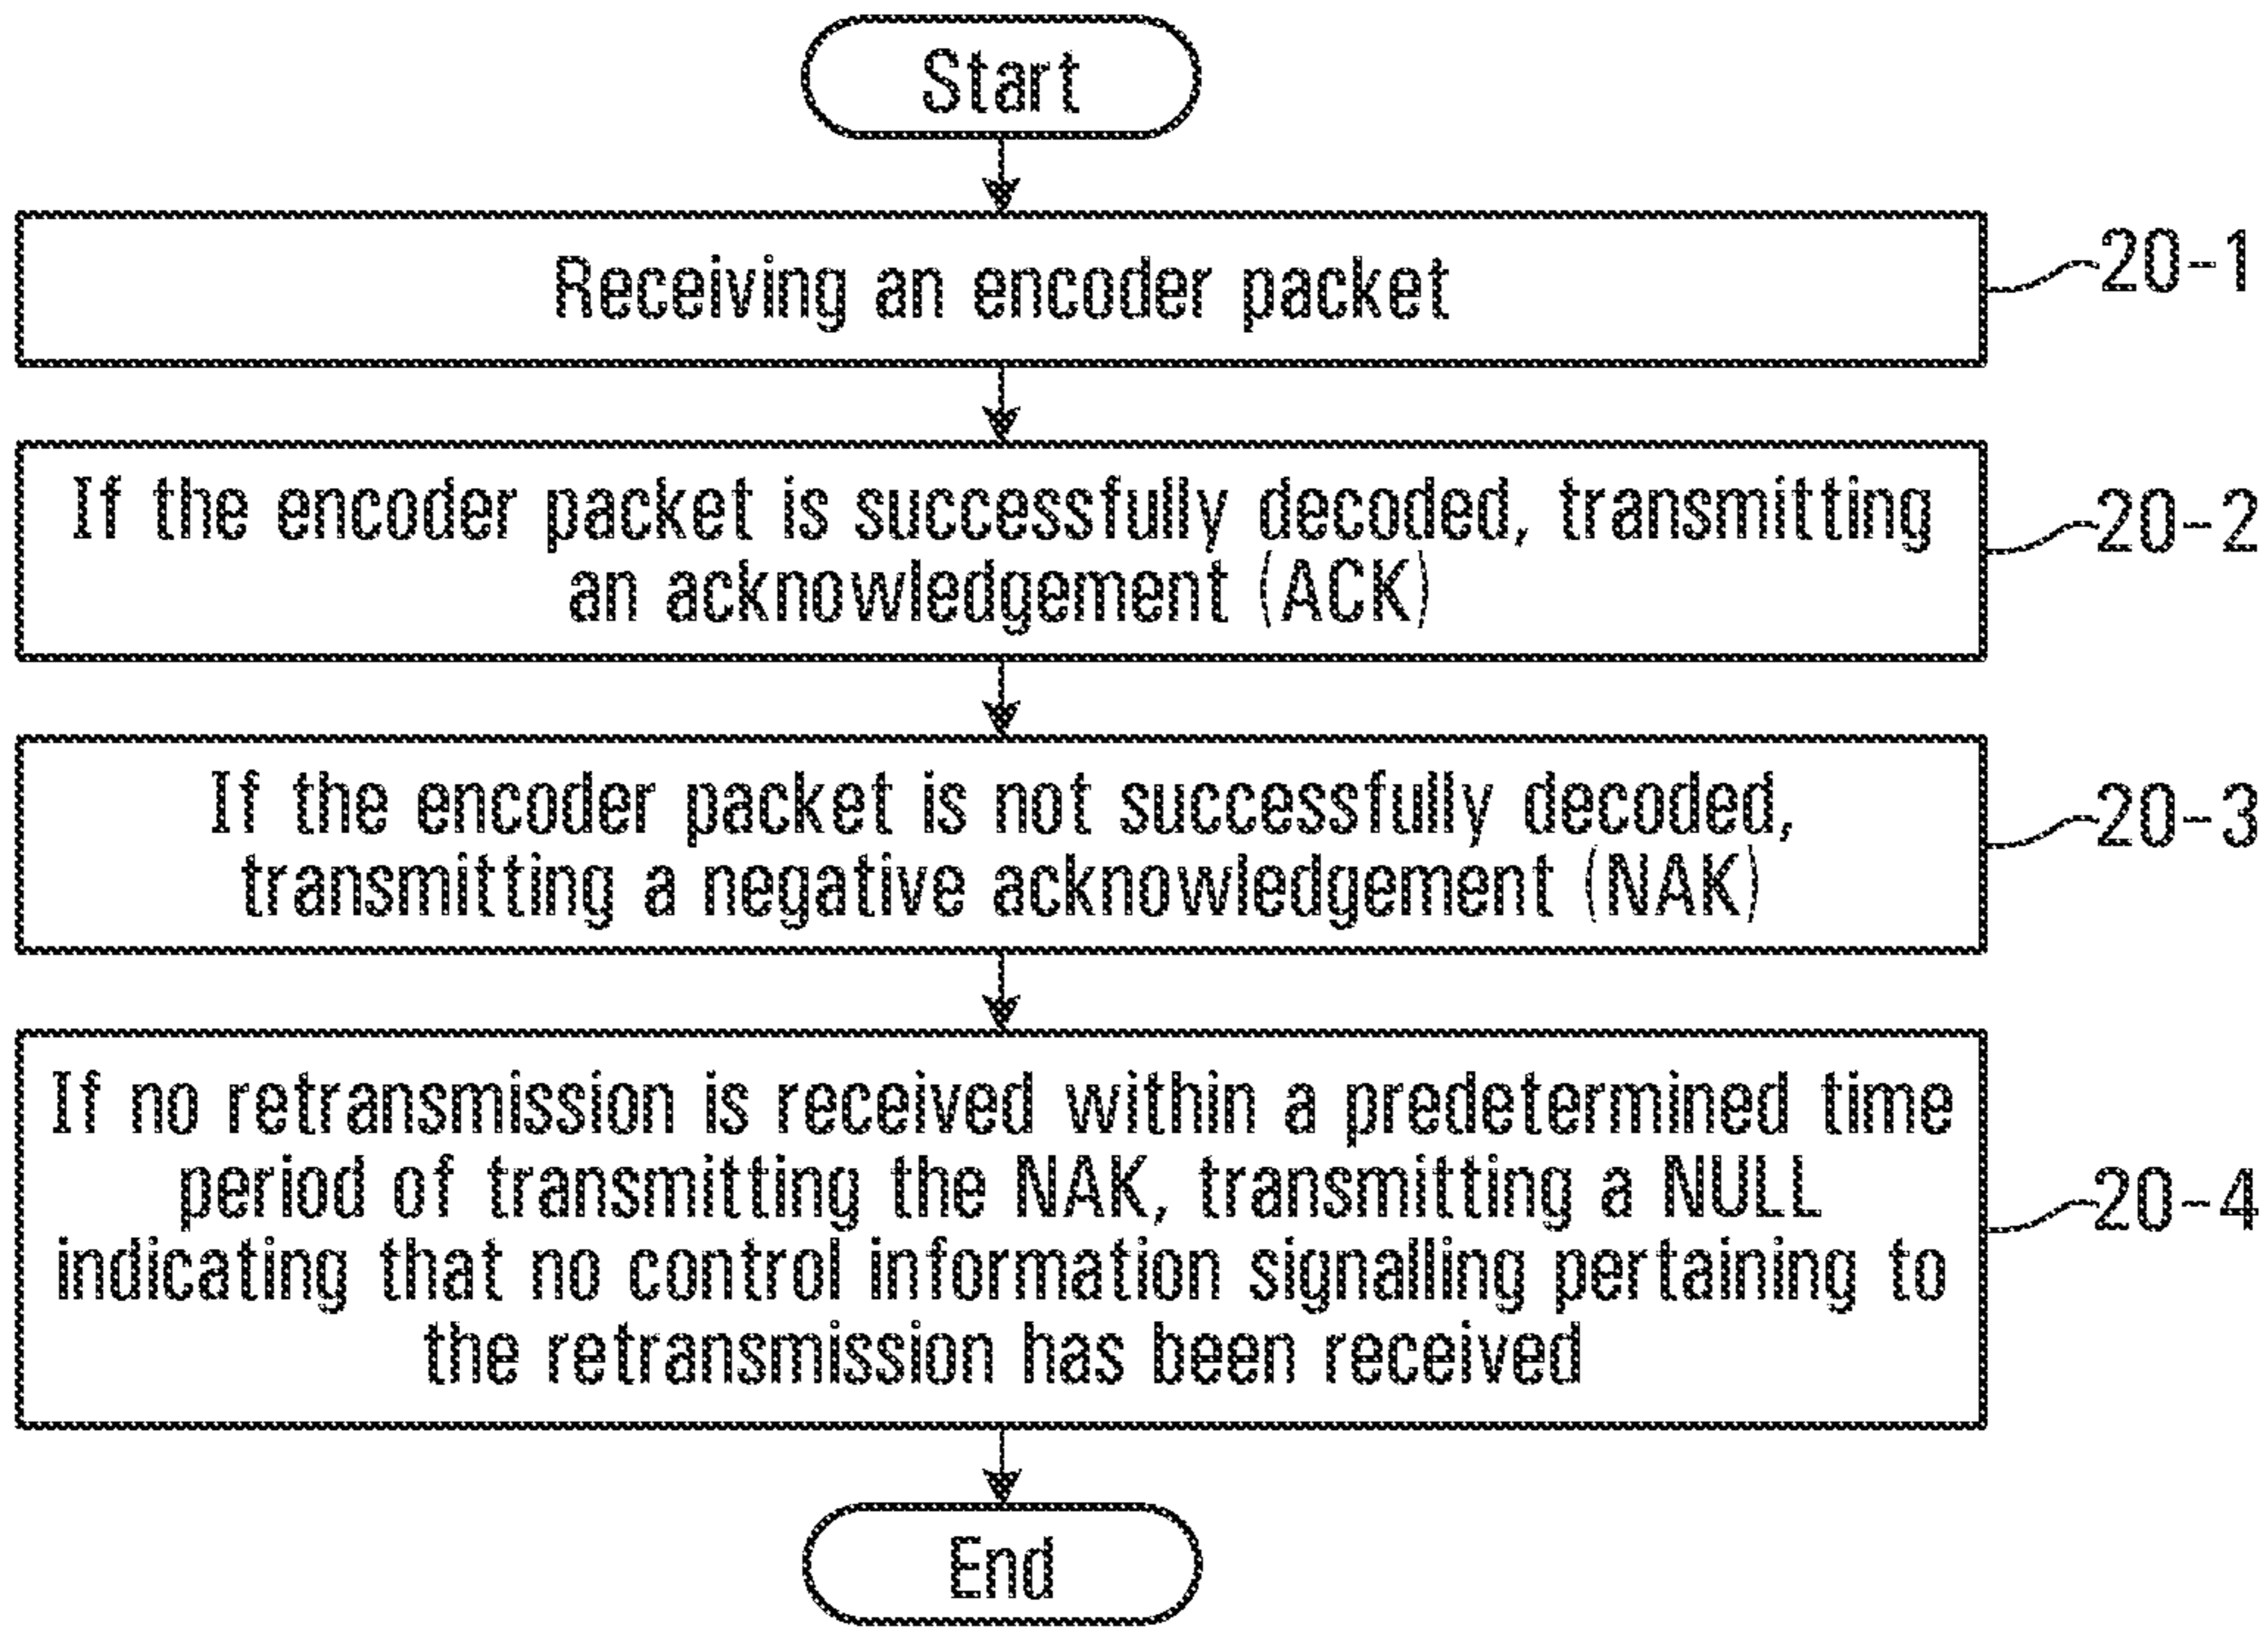 Start
Receiving an encoder packet
20-1
If the encoder packet is successfully decoded, transmitting
an acknowledgement (ACK)
20-2
If the encoder packet is not successfully decoded,
transmitting a negative acknowledgement (NAK)
20-3
If no retransmission is received within a predetermined time
period of transmitting the NAK, transmitting a NULL
indicating that no control information signalling pertaining to
the retransmission has been received
20-4
End